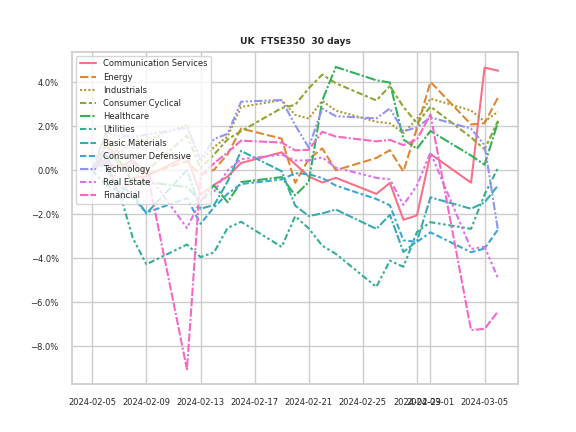 UK  FTSE350  30 days
4.0%
2.0%
0.0%
−2.0%
−4.0%
−6.0%
−8.0%
Communication Services
Energy
Industrials
Consumer Cyclical
Healthcare
Utilities
Basic Materials
Consumer Defensive
Technology
Real Estate
Financial
2024-02-05 2024-02-09 2024-02-13 2024-02-17 2024-02-21 2024-02-25 2024-02-29 2024-03-01 2024-03-05